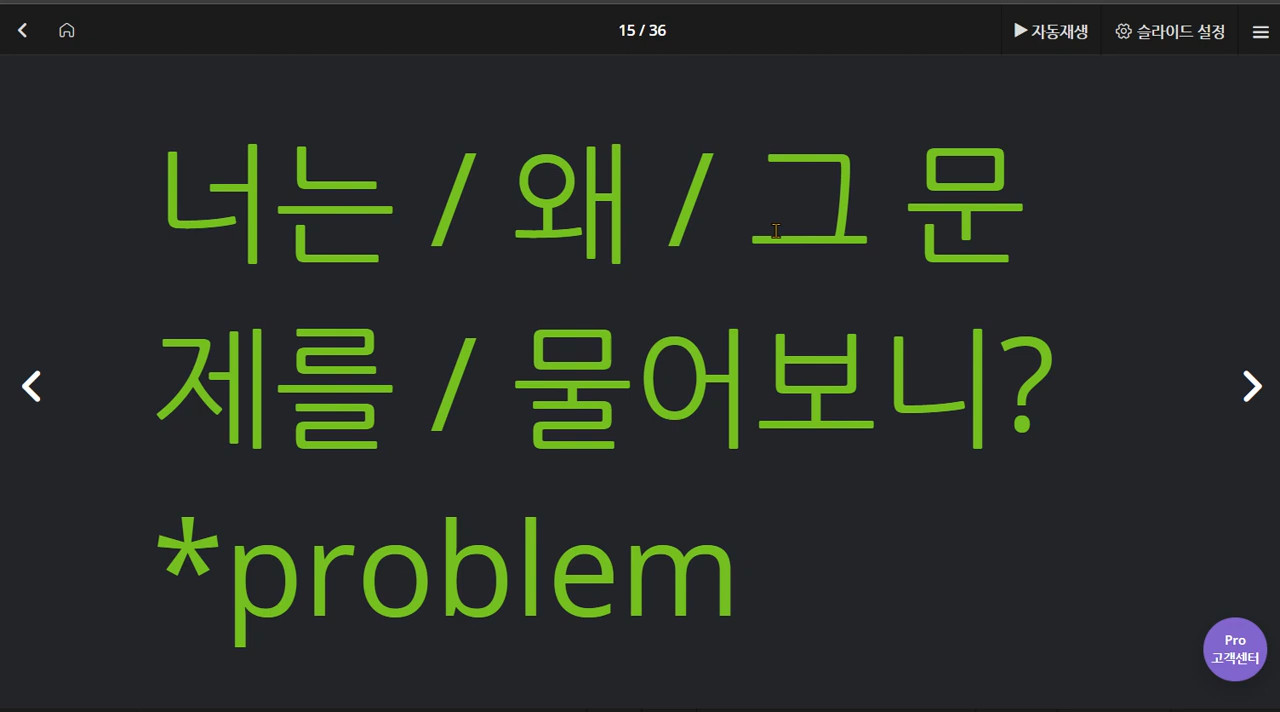 15 / 36
▶ 자동재생
슬라이드 설정
너는 / 왜 / 그 문
제를 / 물어보니?
*problem
Pro
고객센터